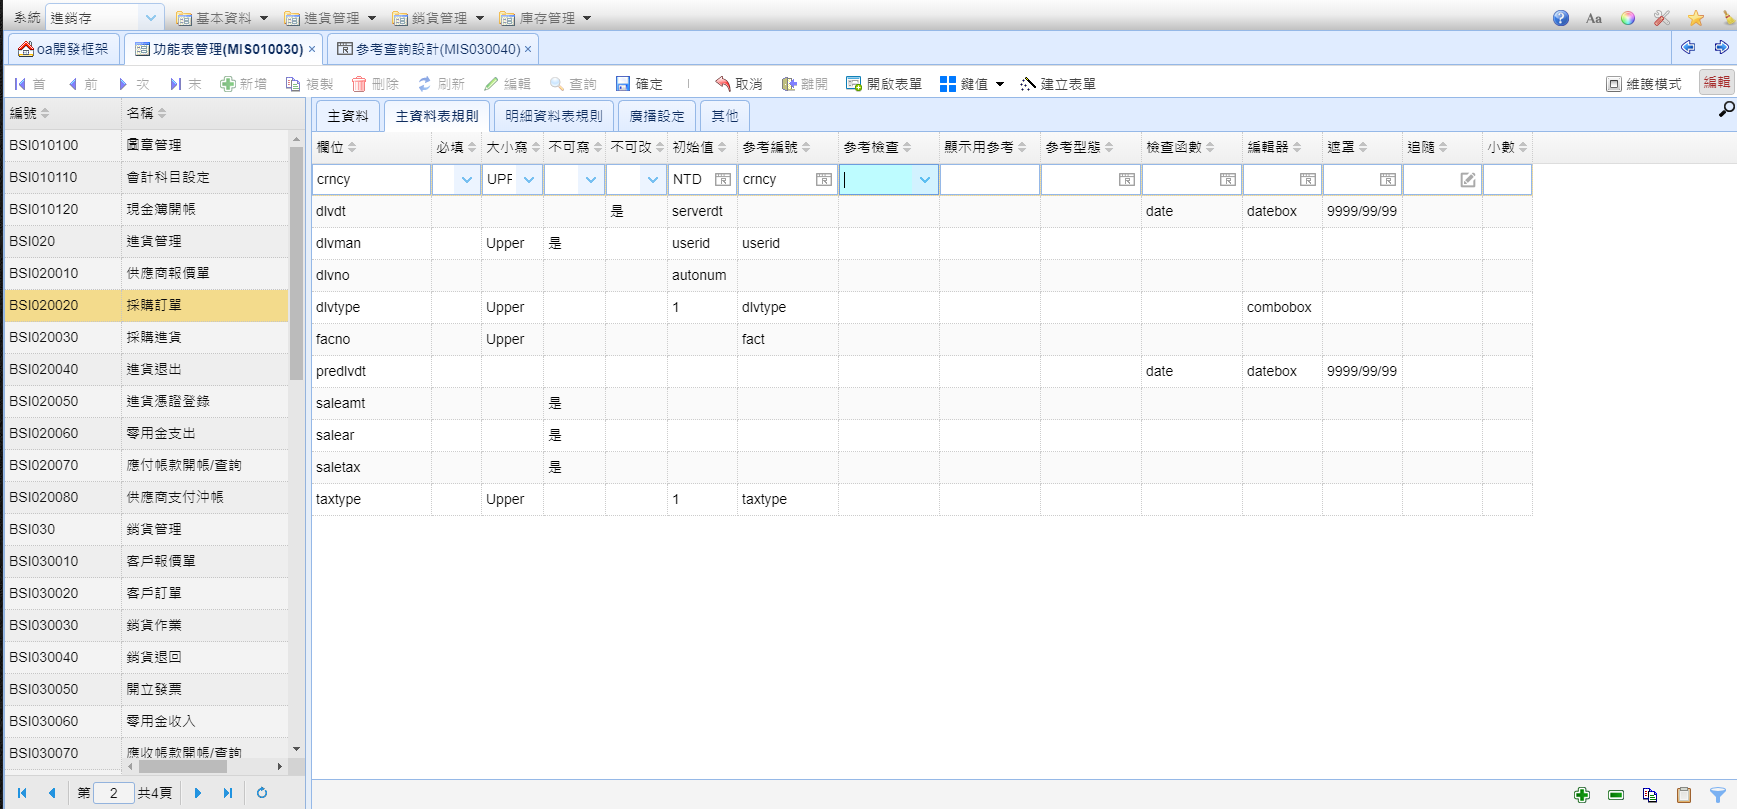 系統 進銷存 基本資料 進貨管理 銷貨管理 庫存管理 ? Aa
oa開發框架 功能表管理(MIS010030) × 參考查詢設計(MIS030040) ×
首 前 次 末 新增 複製 刪除 刷新 編輯 查詢 確定 取消 離開 開啟表單 鍵值 建立表單 維護模式 編輯
編號 名稱
BSI010100 圖章管理
BSI010110 會計科目設定
BSI010120 現金簿開帳
BSI020 進貨管理
BSI020010 供應商報價單
BSI020020 採購訂單
BSI020030 採購進貨
BSI020040 進貨退出
BSI020050 進貨憑證登錄
BSI020060 零用金支出
BSI020070 應付帳款開帳/查詢
BSI020080 供應商支付沖帳
BSI030 銷貨管理
BSI030010 客戶報價單
BSI030020 客戶訂單
BSI030030 銷貨作業
BSI030040 銷貨退回
BSI030050 開立發票
BSI030060 零用金收入
BSI030070 應收帳款開帳/查詢
第 2 共4頁
主資料 主資料表規則 明細資料表規則 廣播設定 其他
欄位 必填 大小寫 不可寫 不可改 初始值 參考編號 參考檢查 顯示用參考 參考型態 檢查函數 編輯器 遮罩 追隨 小數
crncy UPF NTD crncy
dlvdt 是 serverdt date datebox 9999/99/99
dlvman Upper 是 userid userid
dlvno autonum
dlvtype Upper 1 dlvtype combobox
facno Upper fact
predlvdt date datebox 9999/99/99
saleamt 是
salear 是
saletax 是
taxtype Upper 1 taxtype